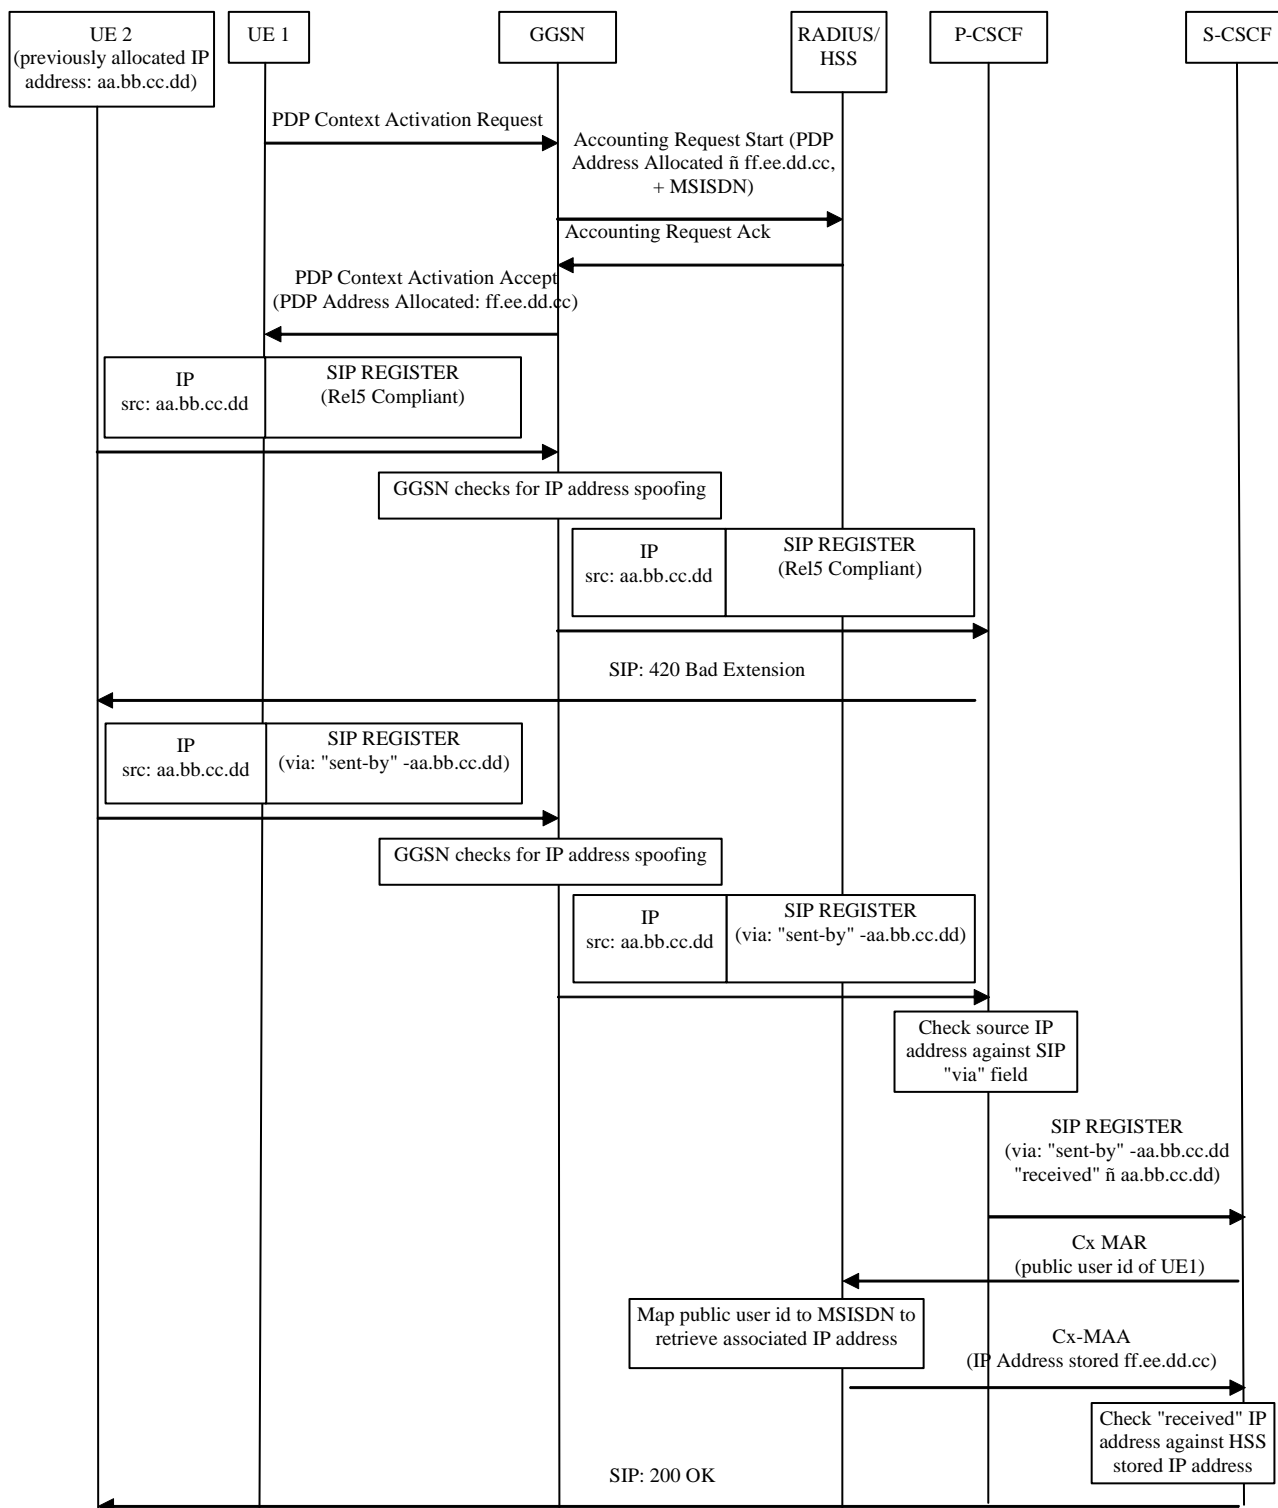 UE 2
(previously allocated IP
address: aa.bb.cc.dd)
UE 1
GGSN
RADIUS/
HSS
P-CSCF
S-CSCF
PDP Context Activation Request
Accounting Request Start (PDP
Address Allocated ñ ff.ee.dd.cc,
+ MSISDN)
Accounting Request Ack
PDP Context Activation Accept
(PDP Address Allocated: ff.ee.dd.cc)
IP
src: aa.bb.cc.dd
SIP REGISTER
(Rel5 Compliant)
GGSN checks for IP address spoofing
IP
src: aa.bb.cc.dd
SIP REGISTER
(Rel5 Compliant)
SIP: 420 Bad Extension
IP
src: aa.bb.cc.dd
SIP REGISTER
(via: "sent-by" -aa.bb.cc.dd)
GGSN checks for IP address spoofing
IP
src: aa.bb.cc.dd
SIP REGISTER
(via: "sent-by" -aa.bb.cc.dd)
Check source IP
address against SIP
"via" field
SIP REGISTER
(via: "sent-by" -aa.bb.cc.dd
"received" ñ aa.bb.cc.dd)
Cx MAR
(public user id of UE1)
Map public user id to MSISDN to
retrieve associated IP address
Cx-MAA
(IP Address stored ff.ee.dd.cc)
Check "received" IP
address against HSS
stored IP address
SIP: 200 OK